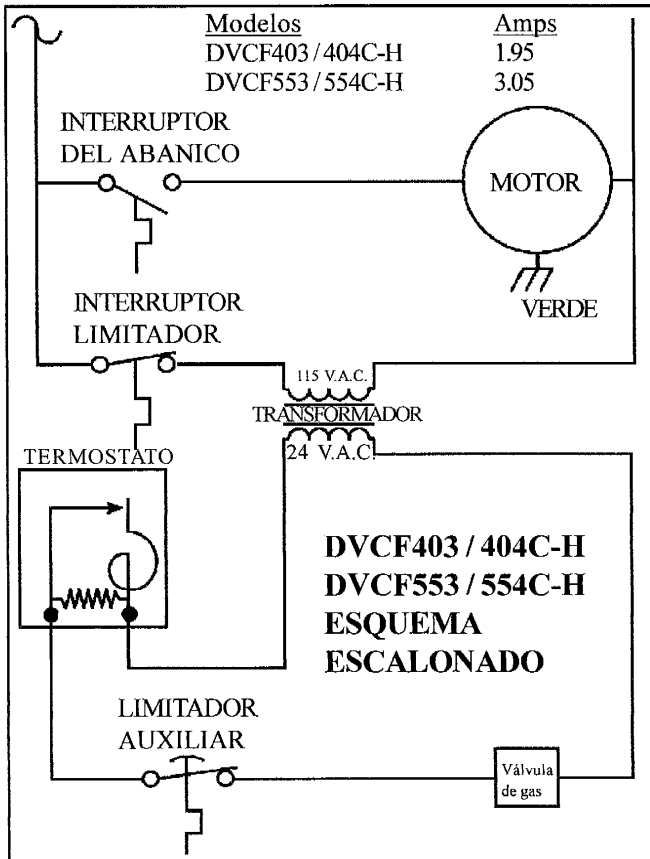 Modelos Amps
DVCF403 / 404C-H 1.95
DVCF553 / 554C-H 3.05
INTERRUPTOR
DEL ABANICO
MOTOR
VERDE
INTERRUPTOR
LIMITADOR
115 V.A.C.
TRANSFORMADOR
24 V.A.C.
TERMOSTATO
DVCF403 / 404C-H
DVCF553 / 554C-H
ESQUEMA
ESCALONADO
LIMITADOR
AUXILIAR
Válvula
de gas